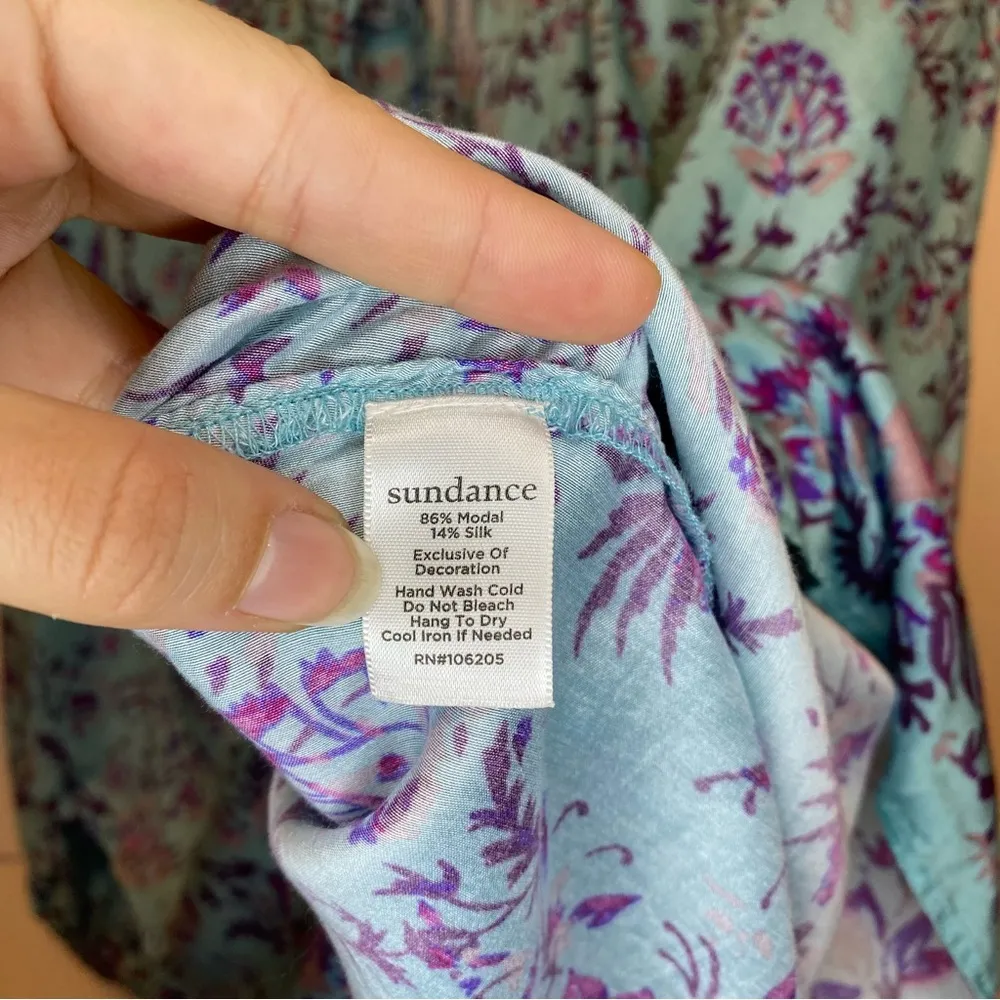 sundance
86% Modal
14% Silk
Exclusive Of
Decoration
Hand Wash Cold
Do Not Bleach
Hang To Dry
Cool Iron If Needed
RN#106205